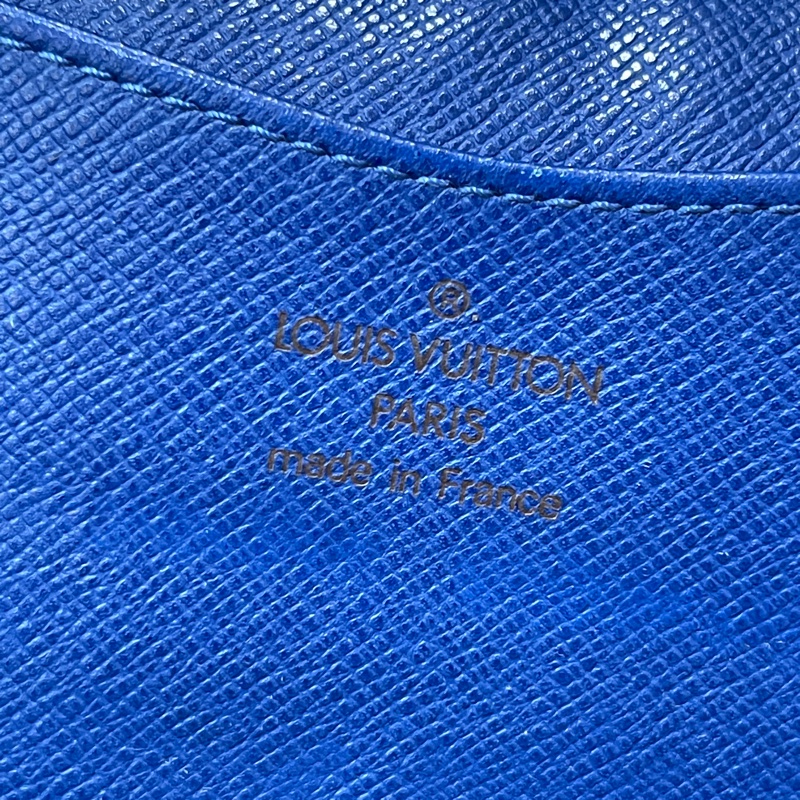 ®.
LOUIS VUITTON
PARIS
made in France